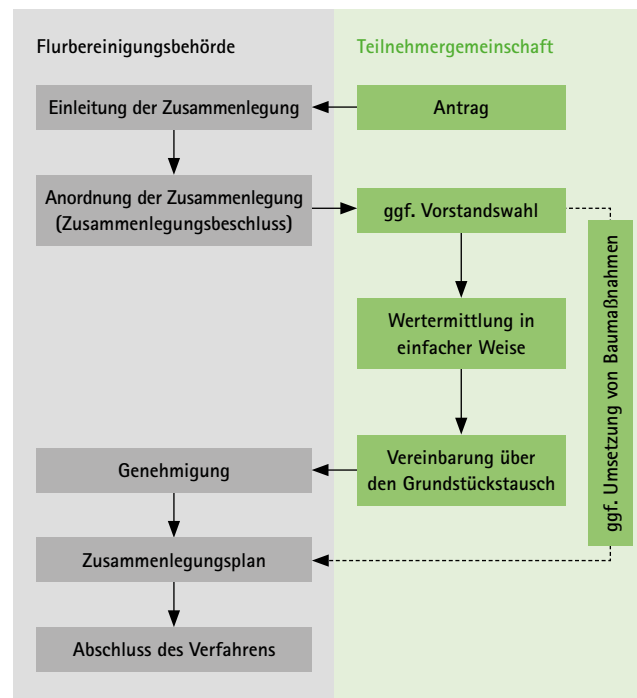 Flurbereinigungsbehörde
Teilnehmergemeinschaft
Einleitung der Zusammenlegung
Antrag
Anordnung der Zusammenlegung
(Zusammenlegungsbeschluss)
ggf. Vorstandswahl
ggf. Umsetzung von Baumaßnahmen
Wertermittlung in
einfacher Weise
Vereinbarung über
den Grundstückstausch
Genehmigung
Zusammenlegungsplan
Abschluss des Verfahrens